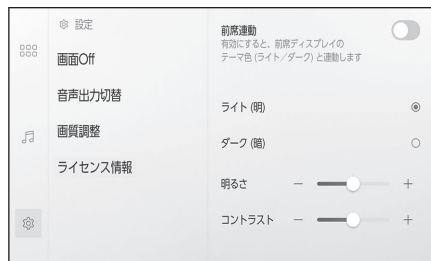 設定
画面Off
音声出力切替
画質調整
ライセンス情報
前席連動
有効にすると、前席ディスプレイの
テーマ色 (ライト／ダーク) と連動します
ライト (明)
ダーク (暗)
明るさ
コントラスト